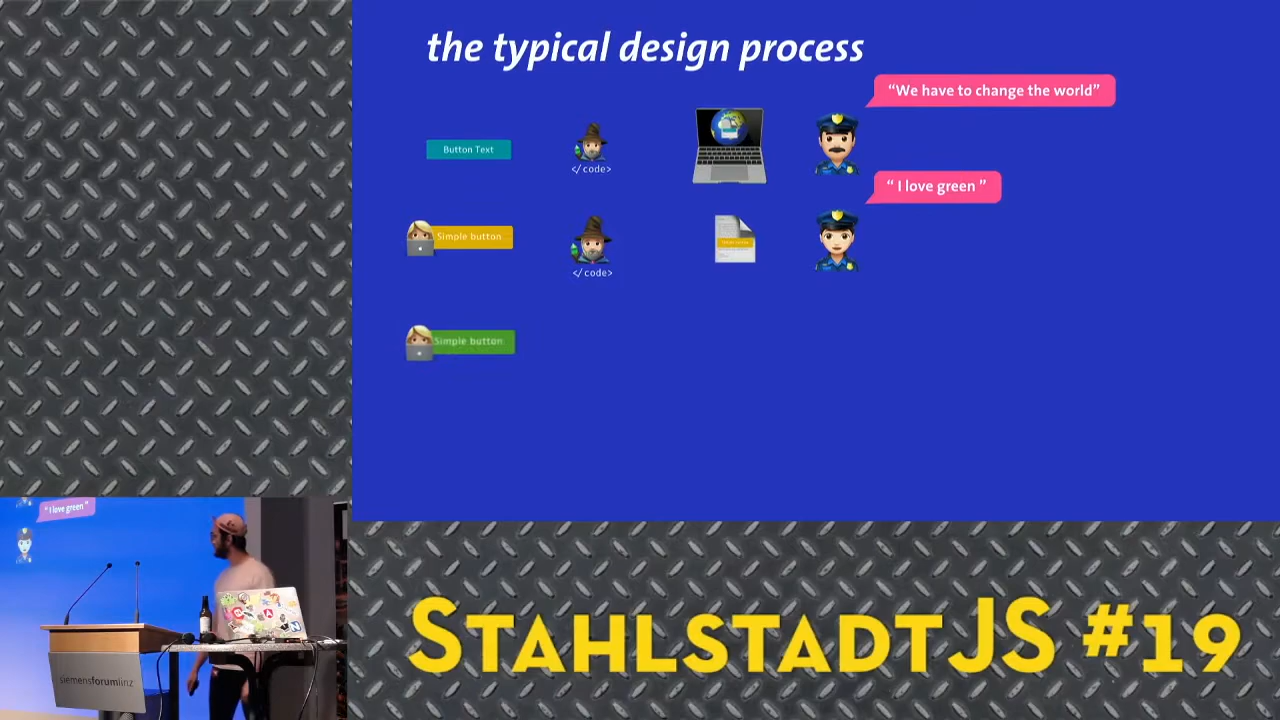 the typical design process
“We have to change the world”
Button Text
</code>
“ I love green ”
Simple button
</code>
Simple button
“ I love green ”
siemensforumlinz
STAHLSTADTJS #19